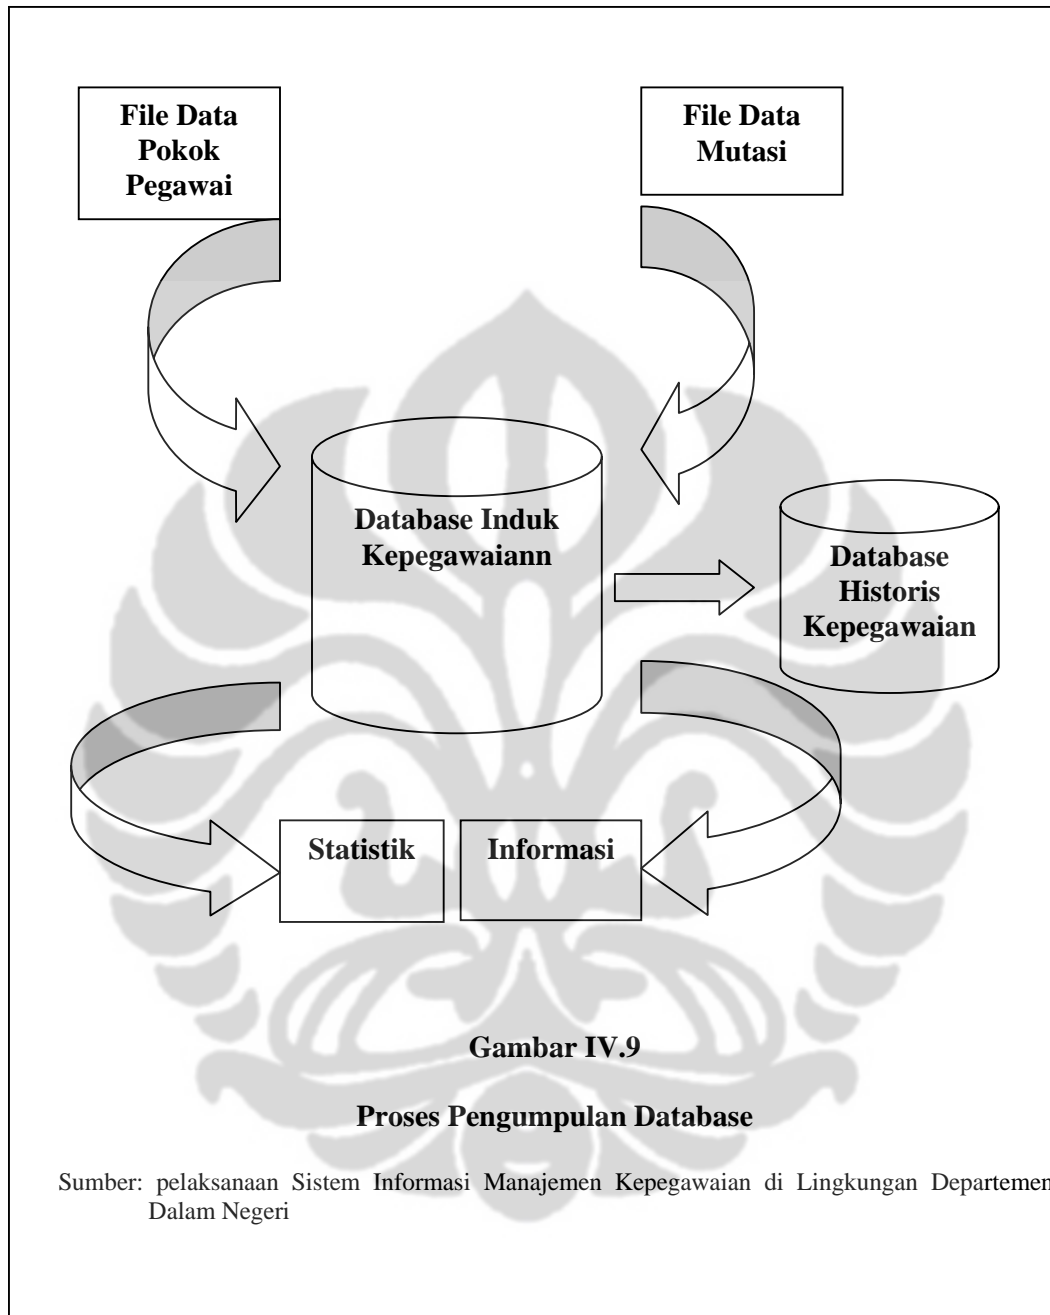 File Data
Pokok
Pegawai
File Data
Mutasi
Database Induk
Kepegawaiann
Database
Historis
Kepegawaian
Statistik
Informasi
Gambar IV.9
Proses Pengumpulan Database
Sumber: pelaksanaan Sistem Informasi Manajemen Kepegawaian di Lingkungan Departemen
Dalam Negeri